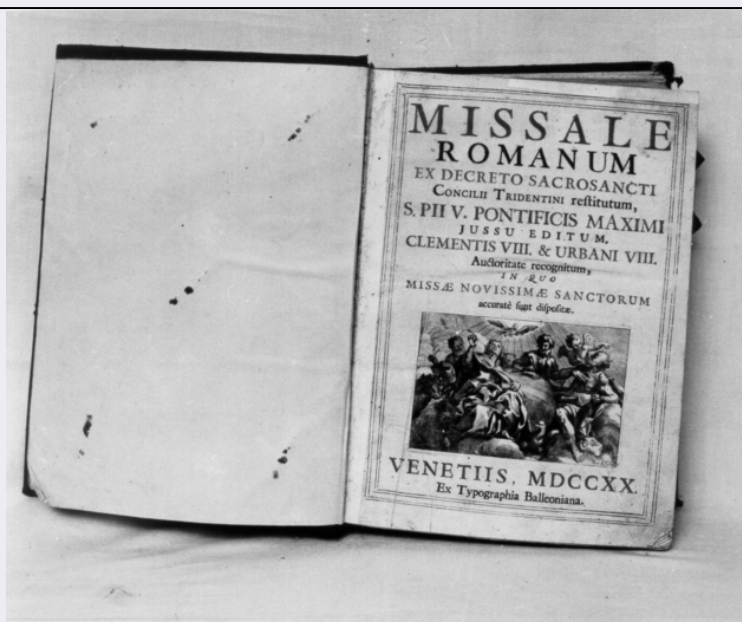 MISSALE
ROMANUM
EX DECRETO SACROSANCTI
CONCILII TRIDENTINI reſtitutum,
S. PII V. PONTIFICIS MAXIMI
JUSSU EDITUM,
CLEMENTIS VIII. & URBANI VIII.
Auctoritate recognitum,
IN QUO
MISSÆ NOVISSIMÆ SANCTORUM
accuratè ſunt diſpoſitæ.
VENETIIS, MDCCXX.
Ex Typographia Balleoniana.